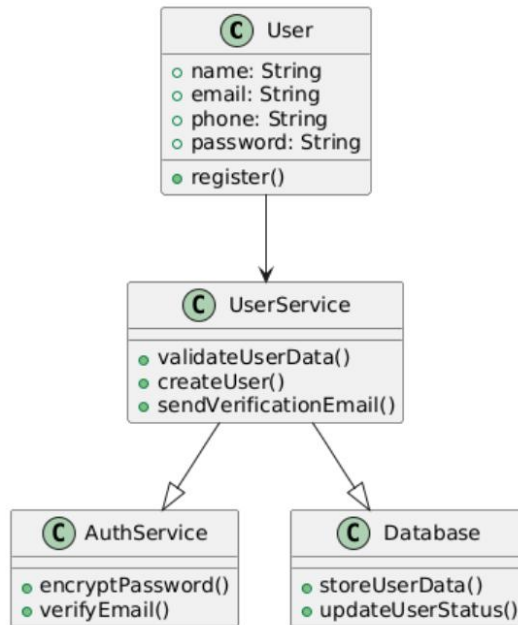 C User
name: String
email: String
phone: String
password: String
register()
C UserService
validateUserData()
createUser()
sendVerificationEmail()
C AuthService
encryptPassword()
verifyEmail()
C Database
storeUserData()
updateUserStatus()